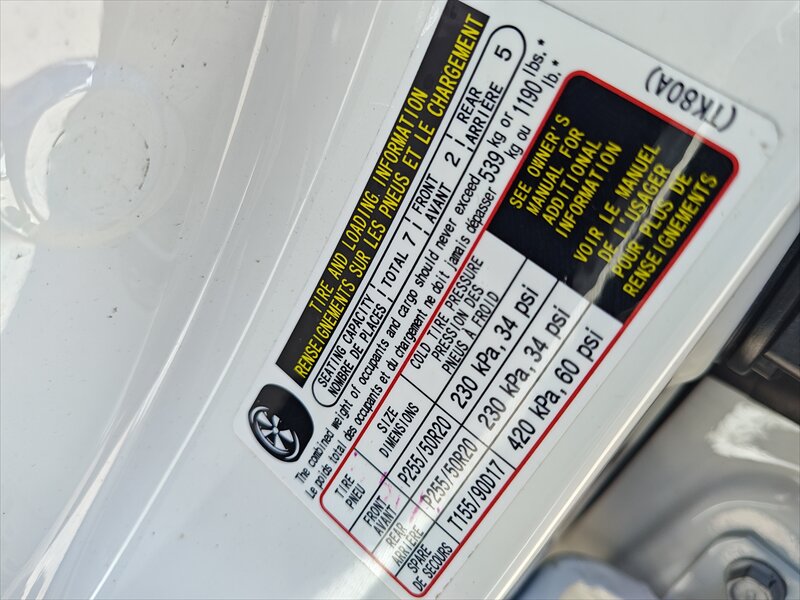 (TK80A)
TIRE AND LOADING INFORMATION
RENSEIGNEMENTS SUR LES PNEUS ET LE CHARGEMENT
SEATING CAPACITY TOTAL 7 FRONT 2 REAR 5
NOMBRE DE PLACES AVANT ARRIÈRE
The combined weight of occupants and cargo should never exceed 539 kg or 1190 lbs.*
Le poids total des occupants et du chargement ne doit jamais dépasser kg ou lb.*
TIRE SIZE COLD TIRE PRESSURE
PNEU DIMENSIONS PRESSION DES
PNEUS À FROID
FRONT P255/50R20 230 kPa, 34 psi
AVANT
REAR P255/50R20 230 kPa, 34 psi
ARRIÈRE
SPARE T155/90D17 420 kPa, 60 psi
DE SECOURS
SEE OWNER'S
MANUAL FOR
ADDITIONAL
INFORMATION
VOIR LE MANUEL
DE L'USAGER
POUR PLUS DE
RENSEIGNEMENTS